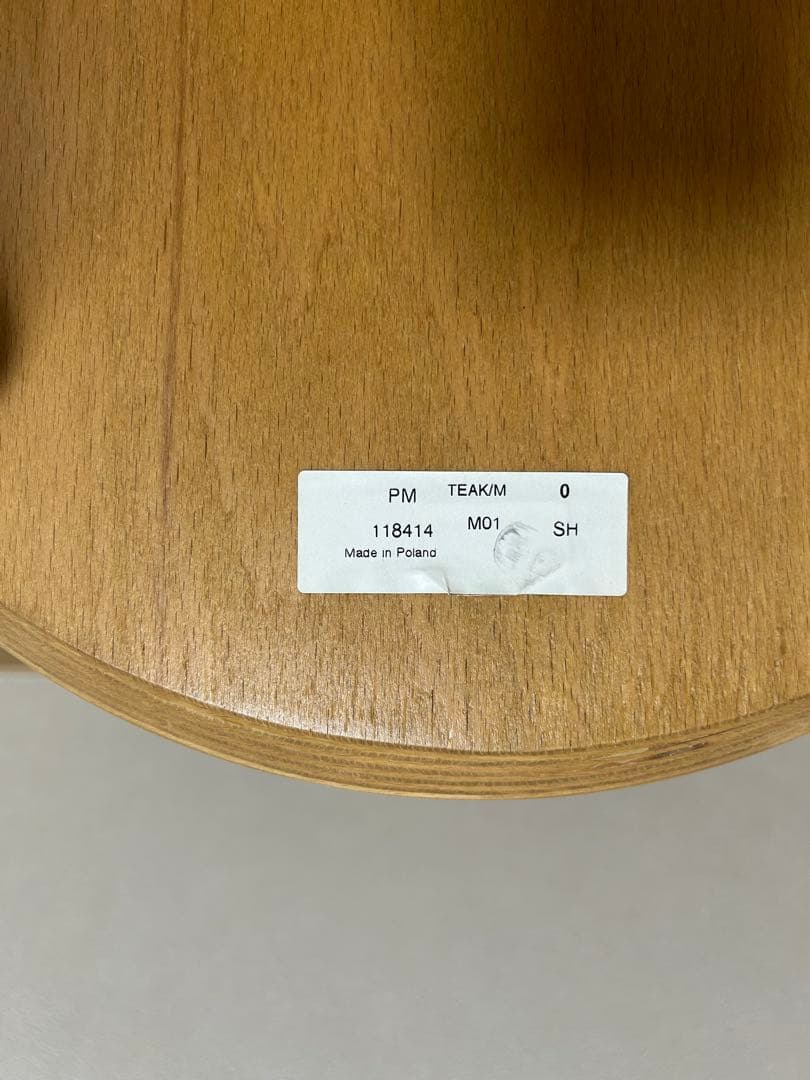 PM TEAK/M 0
118414 M01 SH
Made in Poland